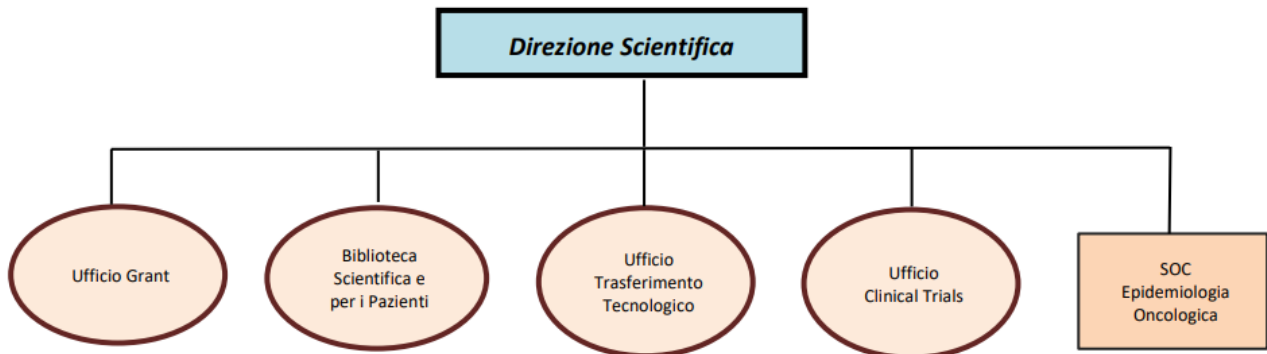 Direzione Scientifica
Ufficio Grant
Biblioteca
Scientifica e
per i Pazienti
Ufficio
Trasferimento
Tecnologico
Ufficio
Clinical Trials
SOC
Epidemiologia
Oncologica